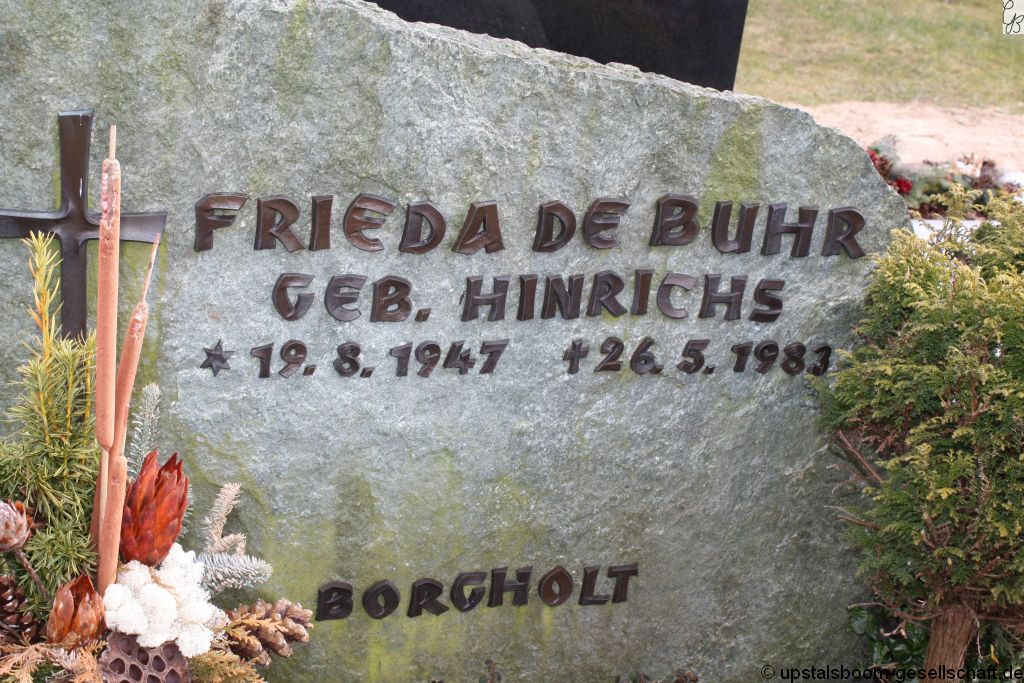 FRIEDA DE BUHR
GEB. HINRICHS
* 19.8.1947 † 26.5.1983
BORGHOLT
© upstalsboom-gesellschaft.de